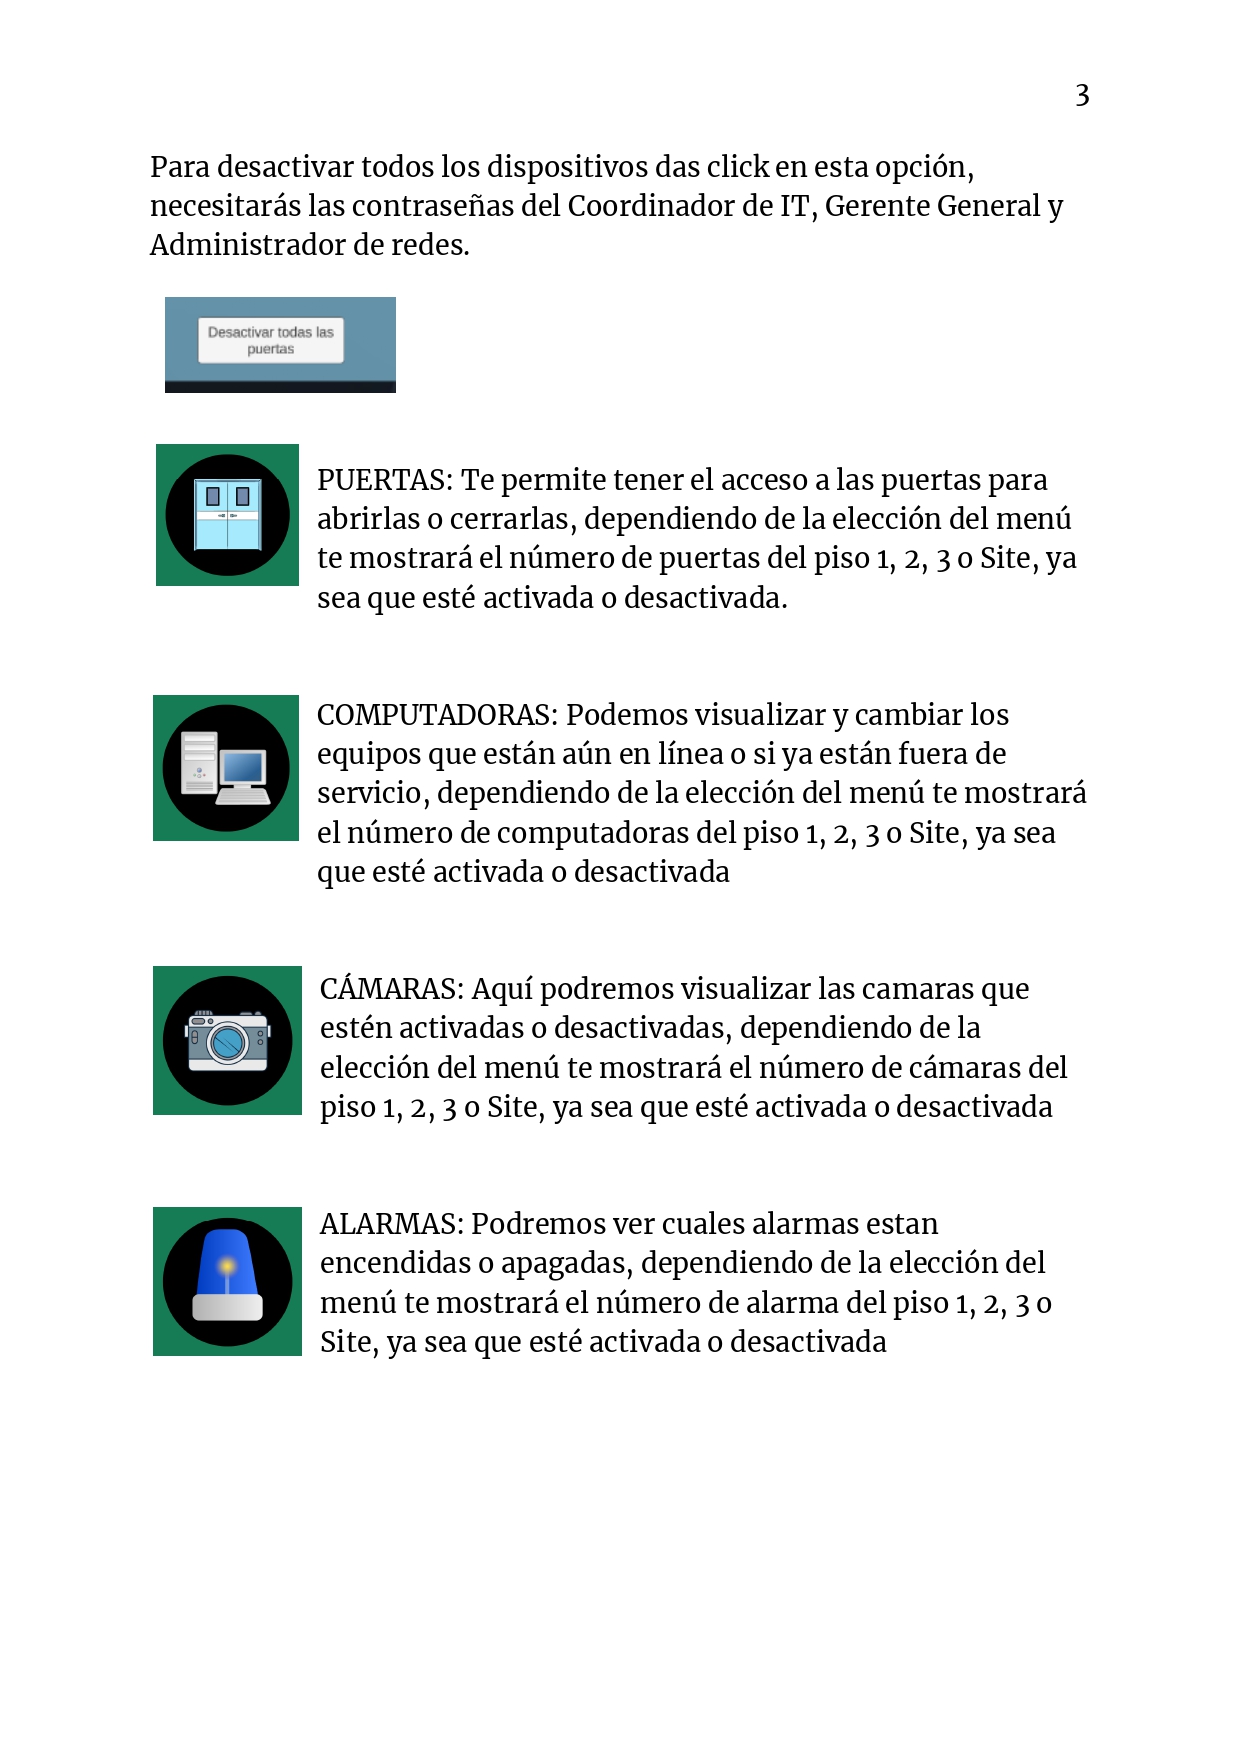 3
Para desactivar todos los dispositivos das click en esta opción,
necesitarás las contraseñas del Coordinador de IT, Gerente General y
Administrador de redes.
Desactivar todas las
puertas
PUERTAS: Te permite tener el acceso a las puertas para
abrirlas o cerrarlas, dependiendo de la elección del menú
te mostrará el número de puertas del piso 1, 2, 3 o Site, ya
sea que esté activada o desactivada.
COMPUTADORAS: Podemos visualizar y cambiar los
equipos que están aún en línea o si ya están fuera de
servicio, dependiendo de la elección del menú te mostrará
el número de computadoras del piso 1, 2, 3 o Site, ya sea
que esté activada o desactivada
CÁMARAS: Aquí podremos visualizar las camaras que
estén activadas o desactivadas, dependiendo de la
elección del menú te mostrará el número de cámaras del
piso 1, 2, 3 o Site, ya sea que esté activada o desactivada
ALARMAS: Podremos ver cuales alarmas estan
encendidas o apagadas, dependiendo de la elección del
menú te mostrará el número de alarma del piso 1, 2, 3 o
Site, ya sea que esté activada o desactivada